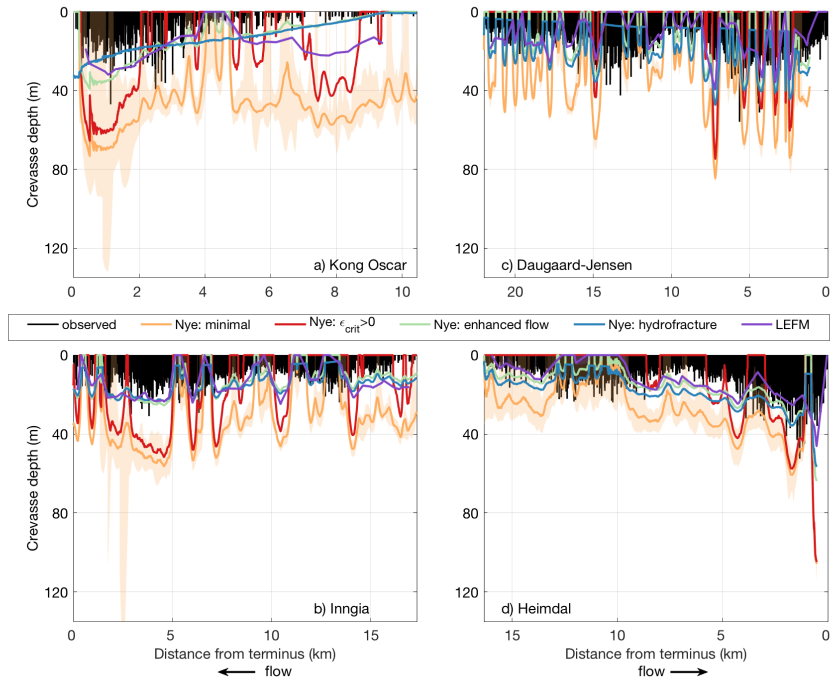 0
40
80
120
Crevasse depth (m)
a) Kong Oscar
0 2 4 6 8 10
c) Daugaard-Jensen
0
40
80
120
20 15 10 5 0
observed Nye: minimal Nye: ϵcrit>0 Nye: enhanced flow Nye: hydrofracture LEFM
0
40
80
120
Crevasse depth (m)
b) Inngia
0 5 10 15
Distance from terminus (km)
flow
0
40
80
120
d) Heimdal
15 10 5 0
Distance from terminus (km)
flow